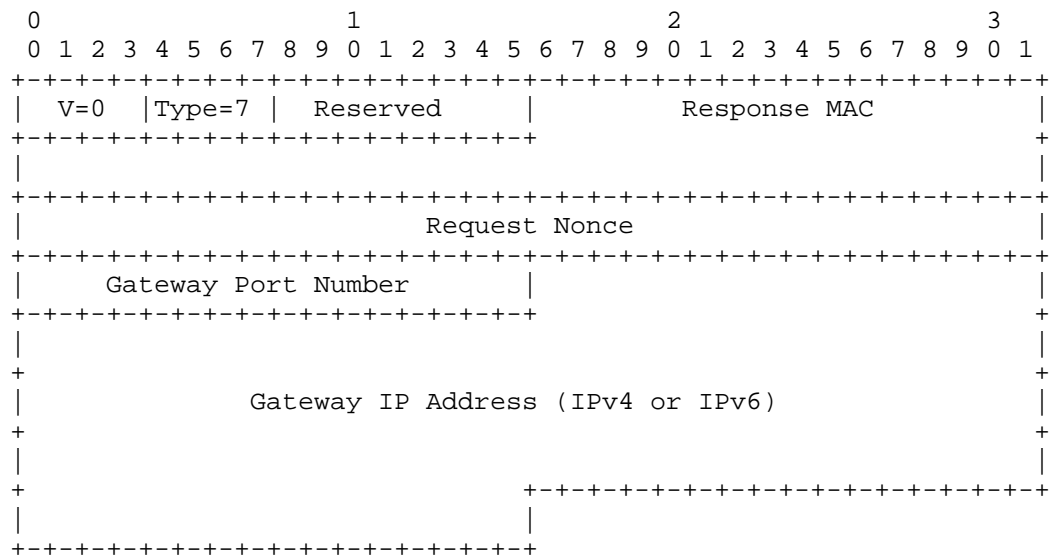 0                   1                   2                   3
0 1 2 3 4 5 6 7 8 9 0 1 2 3 4 5 6 7 8 9 0 1 2 3 4 5 6 7 8 9 0 1
+-+-+-+-+-+-+-+-+-+-+-+-+-+-+-+-+-+-+-+-+-+-+-+-+-+-+-+-+-+-+-+-+
|  V=0  |Type=7 |  Reserved     |         Response MAC          |
+-+-+-+-+-+-+-+-+-+-+-+-+-+-+-+-+                               +
|                                                               |
+-+-+-+-+-+-+-+-+-+-+-+-+-+-+-+-+-+-+-+-+-+-+-+-+-+-+-+-+-+-+-+-+
|                         Request Nonce                         |
+-+-+-+-+-+-+-+-+-+-+-+-+-+-+-+-+-+-+-+-+-+-+-+-+-+-+-+-+-+-+-+-+
|     Gateway Port Number       |                               |
+-+-+-+-+-+-+-+-+-+-+-+-+-+-+-+-+                               +
|                                                               |
+                                                               +
|              Gateway IP Address (IPv4 or IPv6)                |
+                                                               +
|                                                               |
+                               +-+-+-+-+-+-+-+-+-+-+-+-+-+-+-+-+
|                               |
+-+-+-+-+-+-+-+-+-+-+-+-+-+-+-+-+